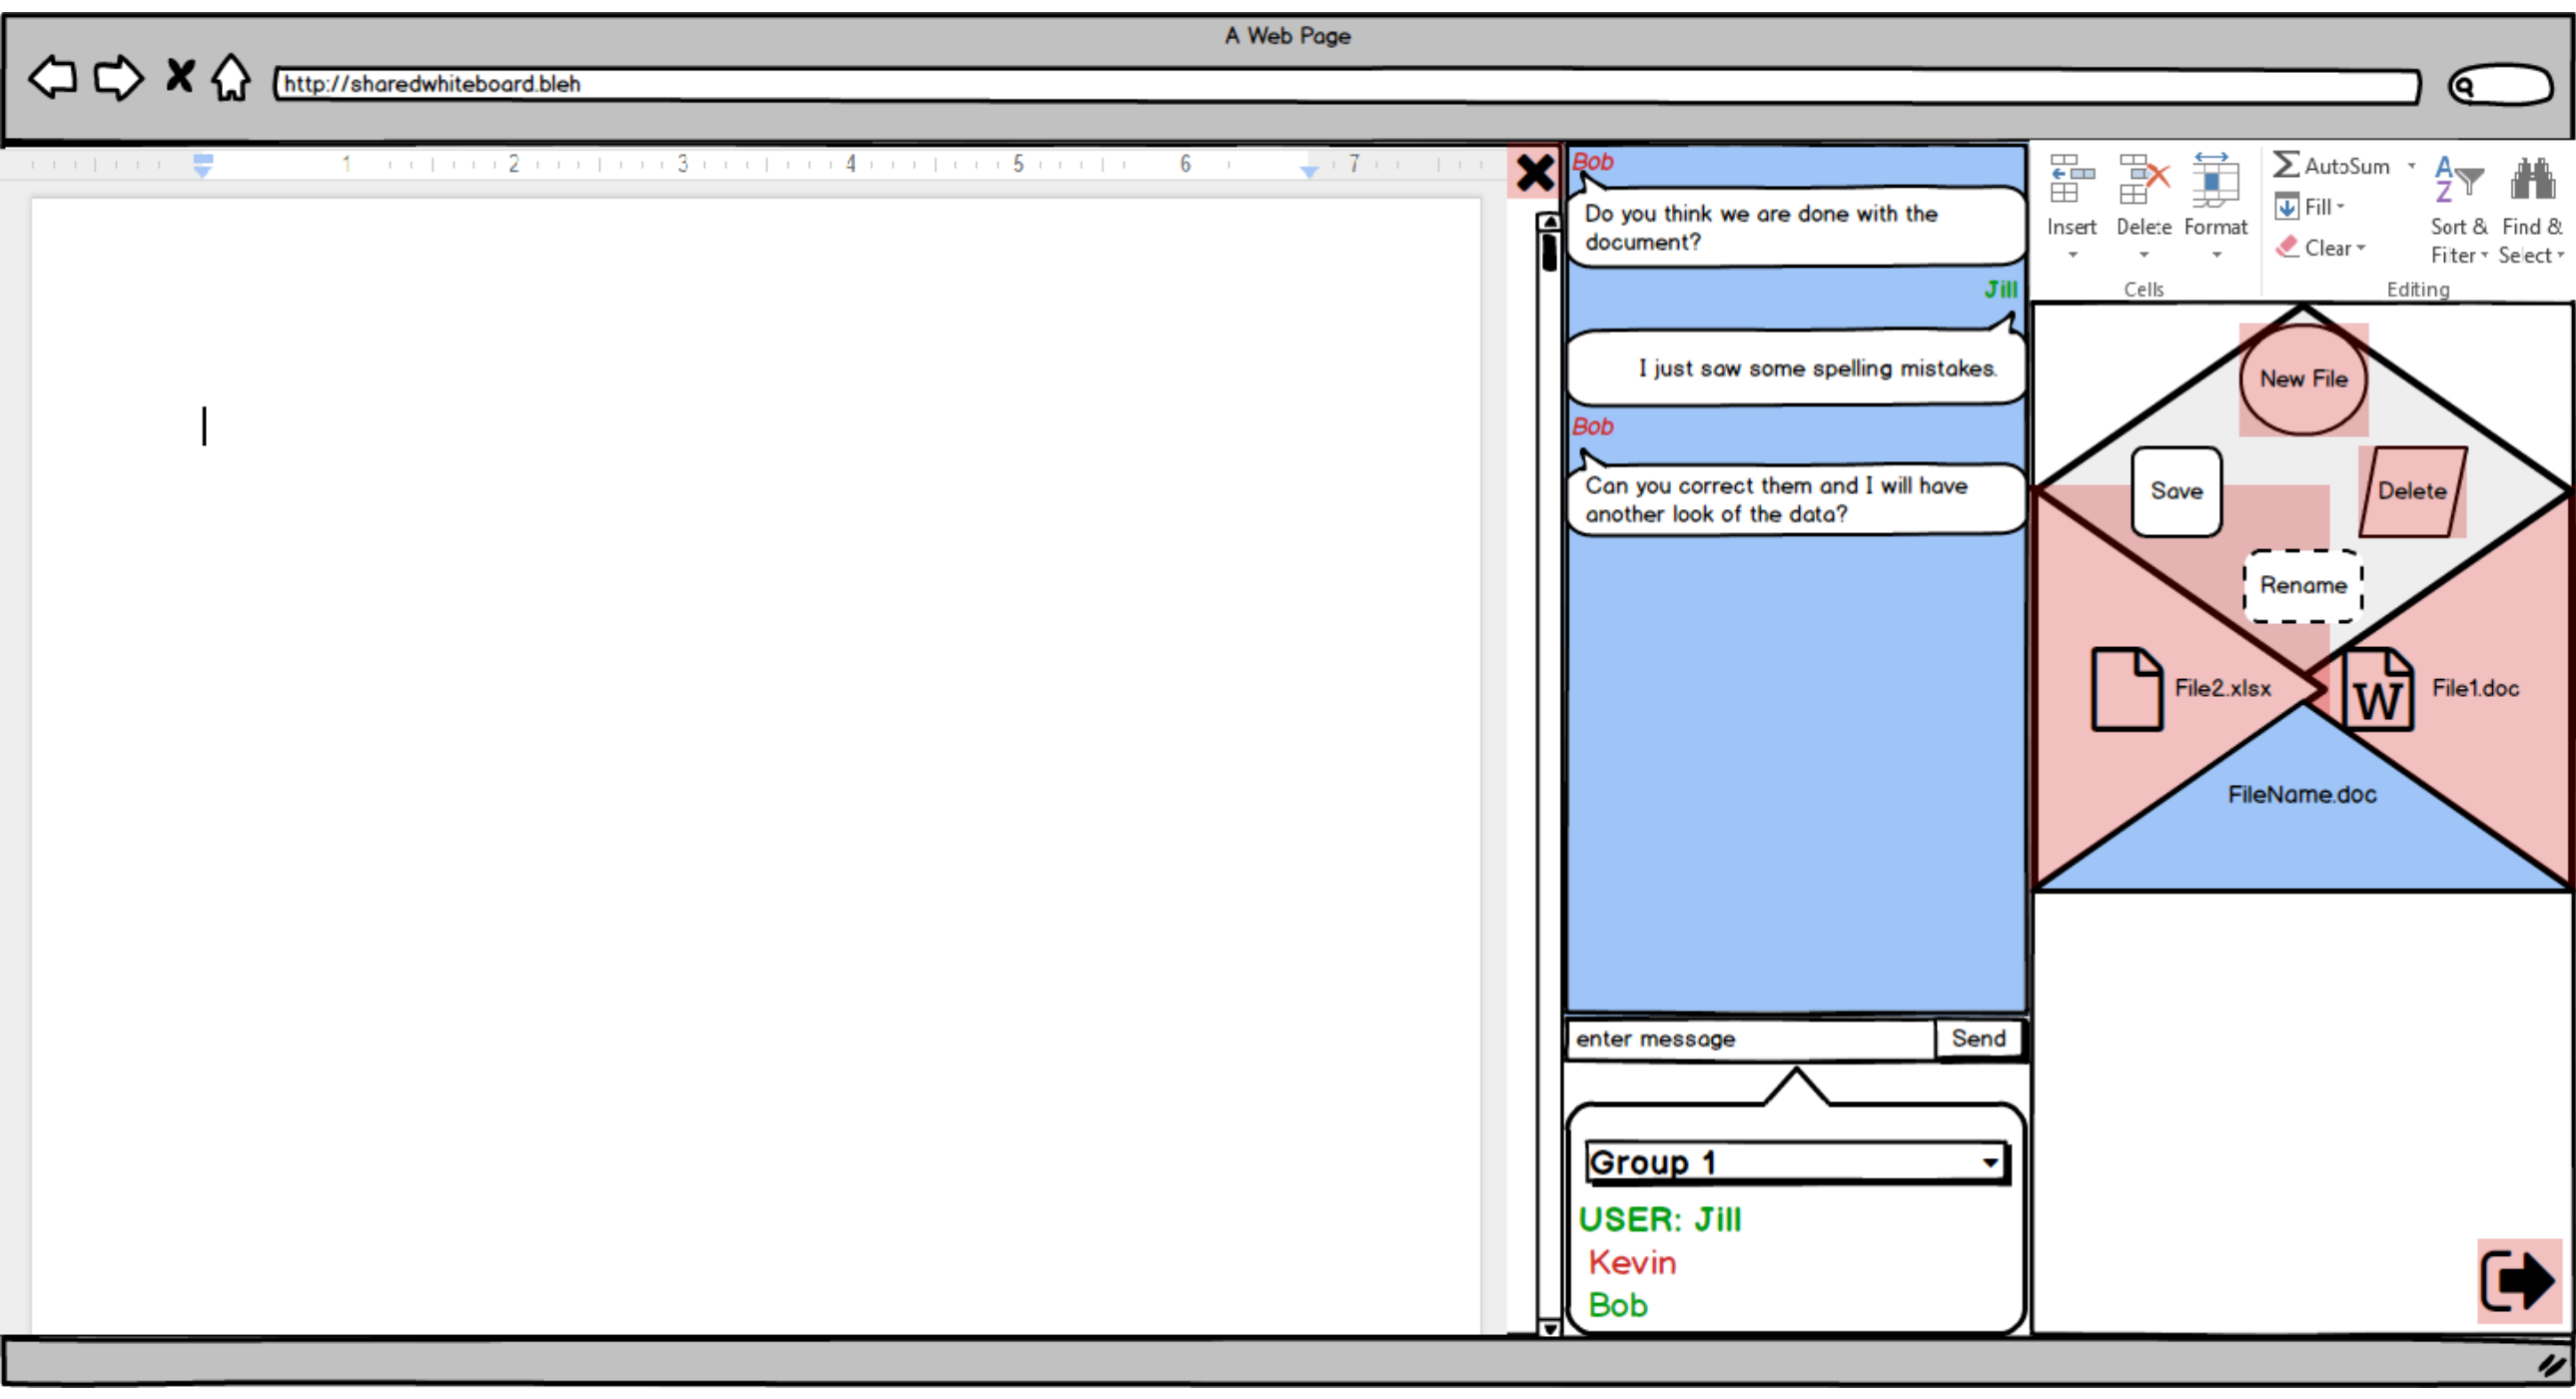 A Web Page
http://sharedwhiteboard.bleh
1 2 3 4 5 6 7
Bob
Do you think we are done with the
document?
Jill
I just saw some spelling mistakes.
Bob
Can you correct them and I will have
another look of the data?
enter message
Send
Group 1
USER: Jill
Kevin
Bob
Insert
Delete
Format
Cells
AutoSum
Fill
Clear
A
Z
Sort &
Filter
Find &
Select
Editing
New File
Save
Delete
Rename
File2.xlsx
W
File1.doc
FileName.doc